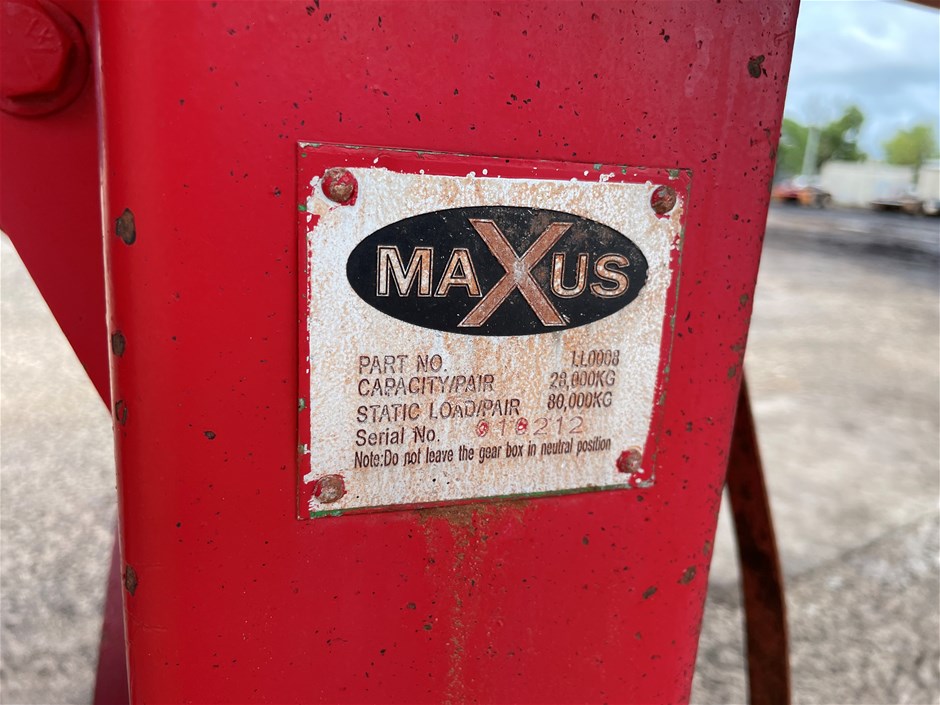 MAXUS
PART NO. LL0008
CAPACITY/PAIR 28,000KG
STATIC LOAD/PAIR 80,000KG
Serial No. 010212
Note:Do not leave the gear box in neutral position